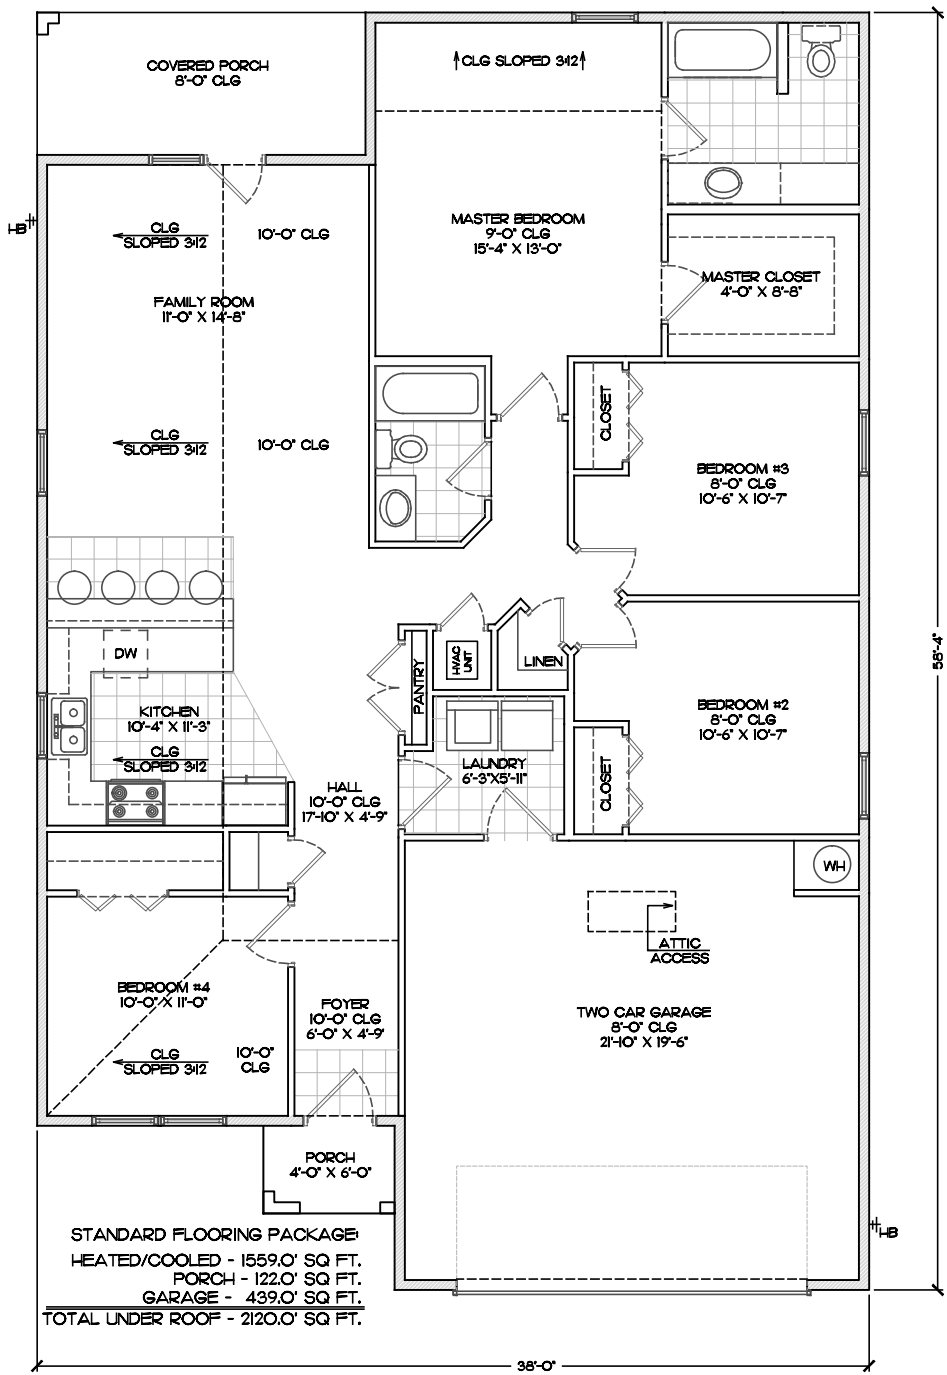 COVERED PORCH
8'-0" CLG
CLG SLOPED 3:12
HB
CLG
SLOPED 3:12
10'-0" CLG
MASTER BEDROOM
9'-0" CLG
15'-4" X 13'-0"
MASTER CLOSET
4'-0" X 8'-8"
FAMILY ROOM
11'-0" X 14'-8"
CLG
SLOPED 3:12
10'-0" CLG
CLOSET
BEDROOM #3
8'-0" CLG
10'-6" X 10'-7"
58'-4"
DW
HVAC
UNIT
LINEN
PANTRY
KITCHEN
10'-4" X 11'-3"
CLG
SLOPED 3:12
BEDROOM #2
8'-0" CLG
10'-6" X 10'-7"
LAUNDRY
6'-3"X5'-11"
CLOSET
HALL
10'-0" CLG
17'-10" X 4'-9"
WH
ATTIC
ACCESS
BEDROOM #4
10'-0" X 11'-0"
FOYER
10'-0" CLG
6'-0" X 4'-9'
TWO CAR GARAGE
8'-0" CLG
21'-10" X 19'-6"
CLG
SLOPED 3:12
10'-0"
CLG
PORCH
4'-0" X 6'-0"
HB
STANDARD FLOORING PACKAGE:
HEATED/COOLED - 1559.0' SQ FT.
PORCH - 122.0' SQ FT.
GARAGE - 439.0' SQ FT.
TOTAL UNDER ROOF - 2120.0' SQ FT.
38'-0"